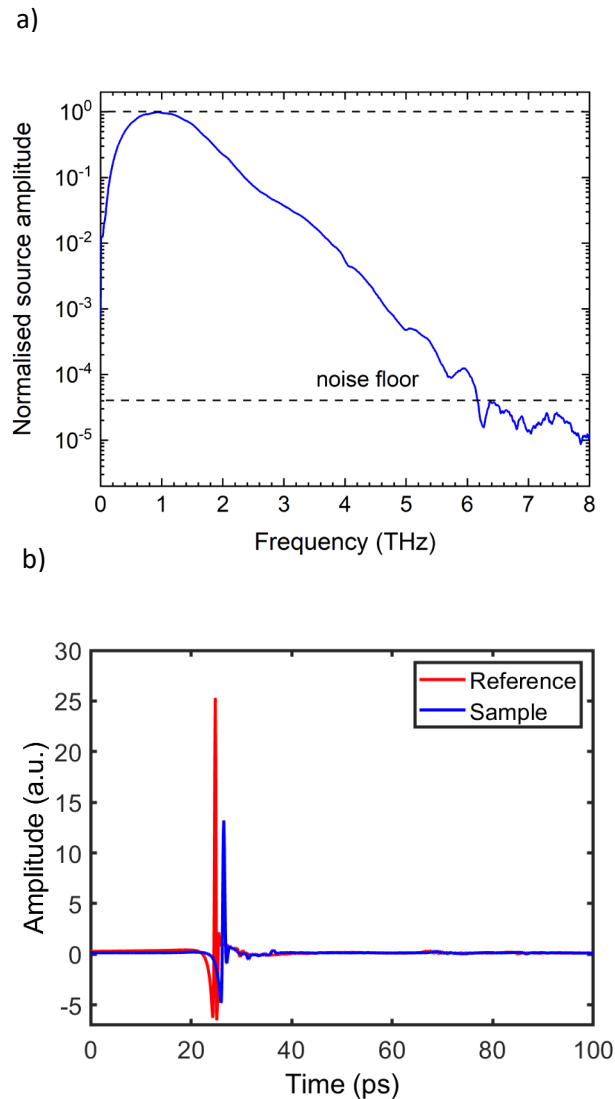 a)
Normalised source amplitude
10⁰
10⁻¹
10⁻²
10⁻³
10⁻⁴
10⁻⁵
noise floor
0 1 2 3 4 5 6 7 8
Frequency (THz)
b)
Amplitude (a.u.)
30
25
20
15
10
5
0
-5
Reference
Sample
0 20 40 60 80 100
Time (ps)